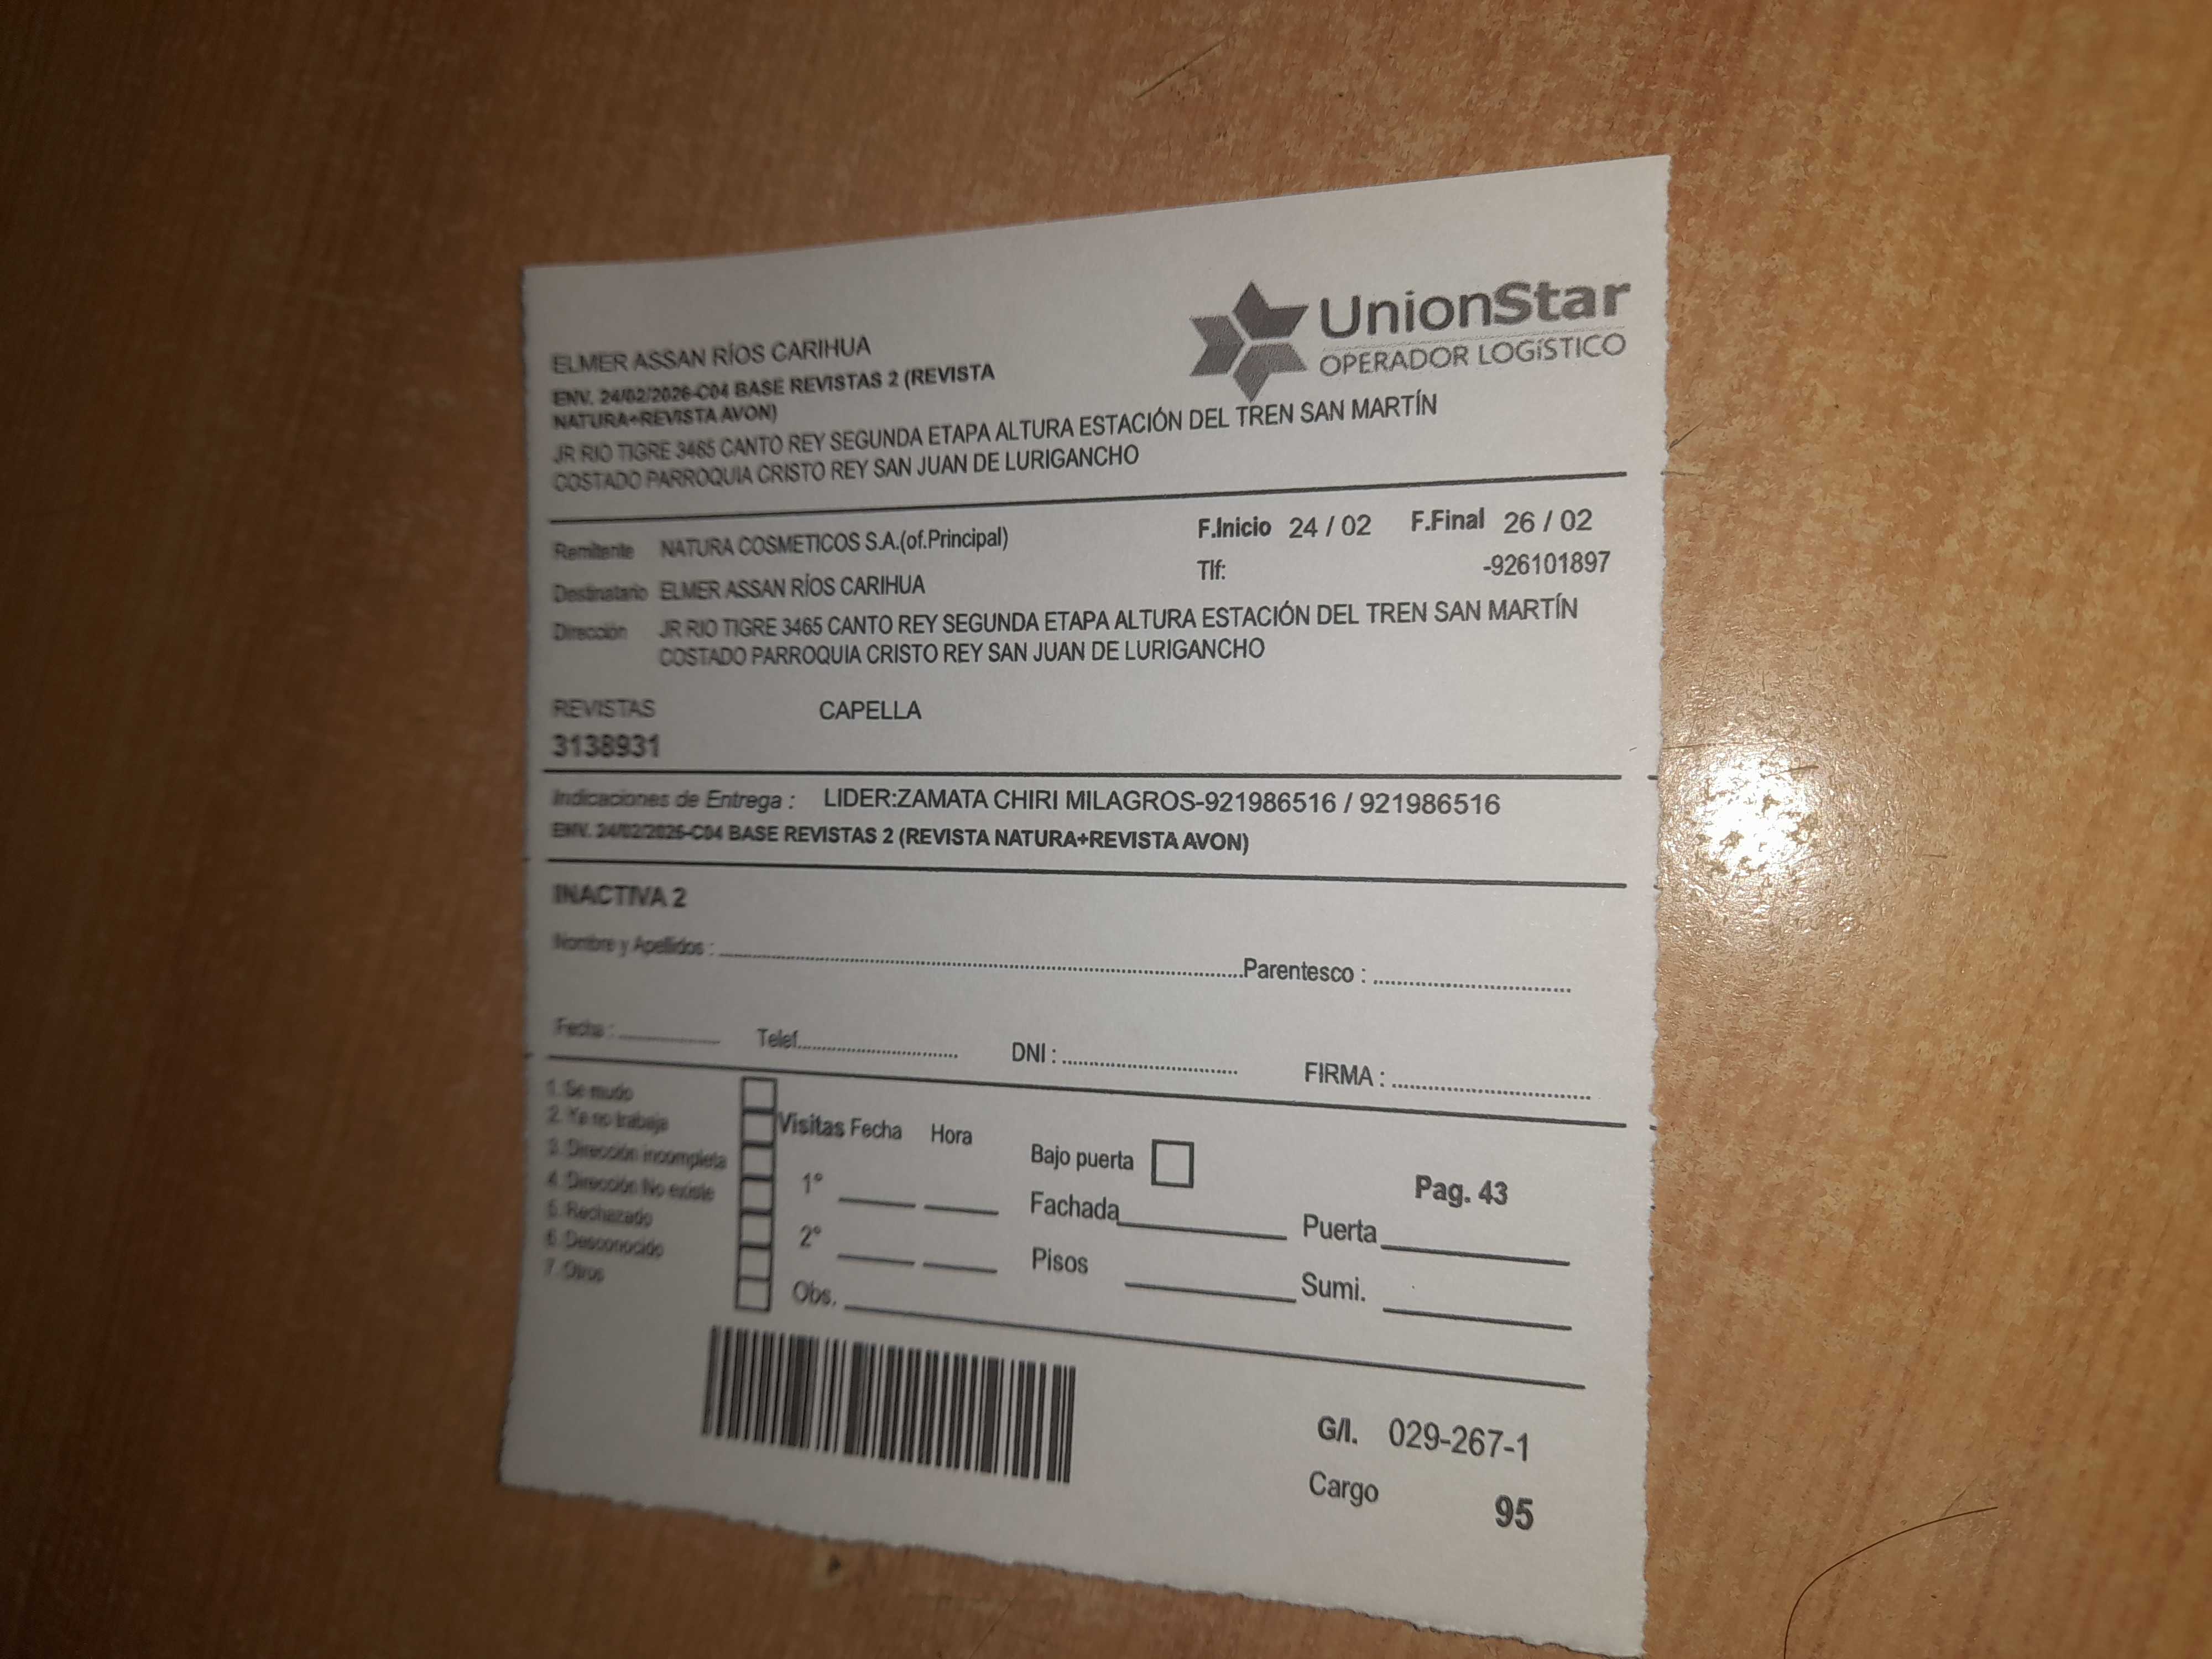 UnionStar
OPERADOR LOGíSTICO
ELMER ASSAN RÍOS CARIHUA
ENV. 24/02/2026-C04 BASE REVISTAS 2 (REVISTA
NATURA+REVISTA AVON)
JR RIO TIGRE 3465 CANTO REY SEGUNDA ETAPA ALTURA ESTACIÓN DEL TREN SAN MARTÍN
COSTADO PARROQUIA CRISTO REY SAN JUAN DE LURIGANCHO
Remitente NATURA COSMETICOS S.A.(of.Principal) F.Inicio 24 / 02 F.Final 26 / 02
Tlf: -926101897
Destinatario ELMER ASSAN RÍOS CARIHUA
Dirección JR RIO TIGRE 3465 CANTO REY SEGUNDA ETAPA ALTURA ESTACIÓN DEL TREN SAN MARTÍN
COSTADO PARROQUIA CRISTO REY SAN JUAN DE LURIGANCHO
REVISTAS CAPELLA
3138931
Indicaciones de Entrega : LIDER:ZAMATA CHIRI MILAGROS-921986516 / 921986516
ENV. 24/02/2026-C04 BASE REVISTAS 2 (REVISTA NATURA+REVISTA AVON)
INACTIVA 2
Nombre y Apellidos : Parentesco :
Fecha : Telef. DNI : FIRMA :
1. Se mudo
2. Ya no trabaja
3. Dirección incompleta
4. Dirección No existe
5. Rechazado
6. Desconocido
7. Otros
Visitas Fecha Hora
1°
2°
Obs.
Bajo puerta
Fachada Puerta
Pisos Sumi.
Pag. 43
G/I. 029-267-1
Cargo 95